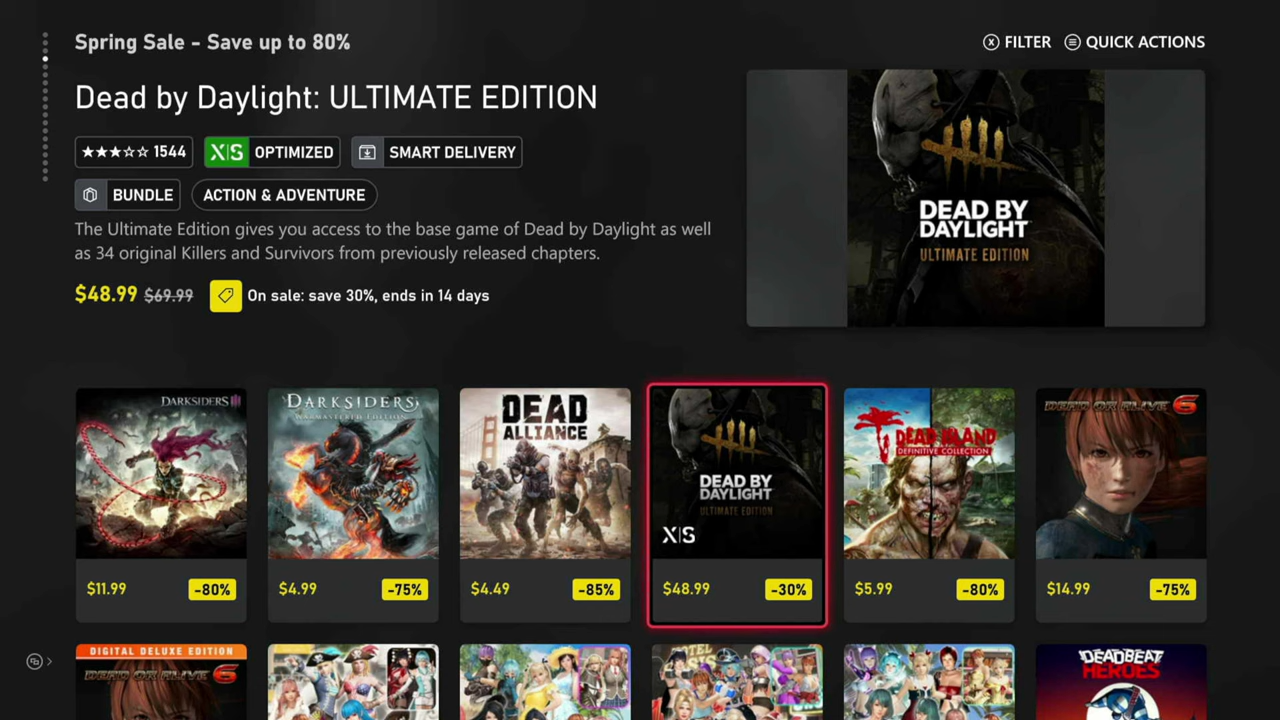 Spring Sale - Save up to 80%
FILTER
QUICK ACTIONS
Dead by Daylight: ULTIMATE EDITION
★★★☆☆ 1544
X|S OPTIMIZED
SMART DELIVERY
BUNDLE
ACTION & ADVENTURE
The Ultimate Edition gives you access to the base game of Dead by Daylight as well
as 34 original Killers and Survivors from previously released chapters.
$48.99 $69.99 On sale: save 30%, ends in 14 days
DEAD BY
DAYLIGHT
ULTIMATE EDITION
DARKSIDERS III
DARKSIDERS
WARMASTERED EDITION
DEAD
ALLIANCE
DEAD BY
DAYLIGHT
ULTIMATE EDITION
X|S
DEAD ISLAND
DEFINITIVE COLLECTION
DEAD OR ALIVE 6
$11.99 -80%
$4.99 -75%
$4.49 -85%
$48.99 -30%
$5.99 -80%
$14.99 -75%
DIGITAL DELUXE EDITION
DEAD OR ALIVE 6
DEADBEAT
HEROES